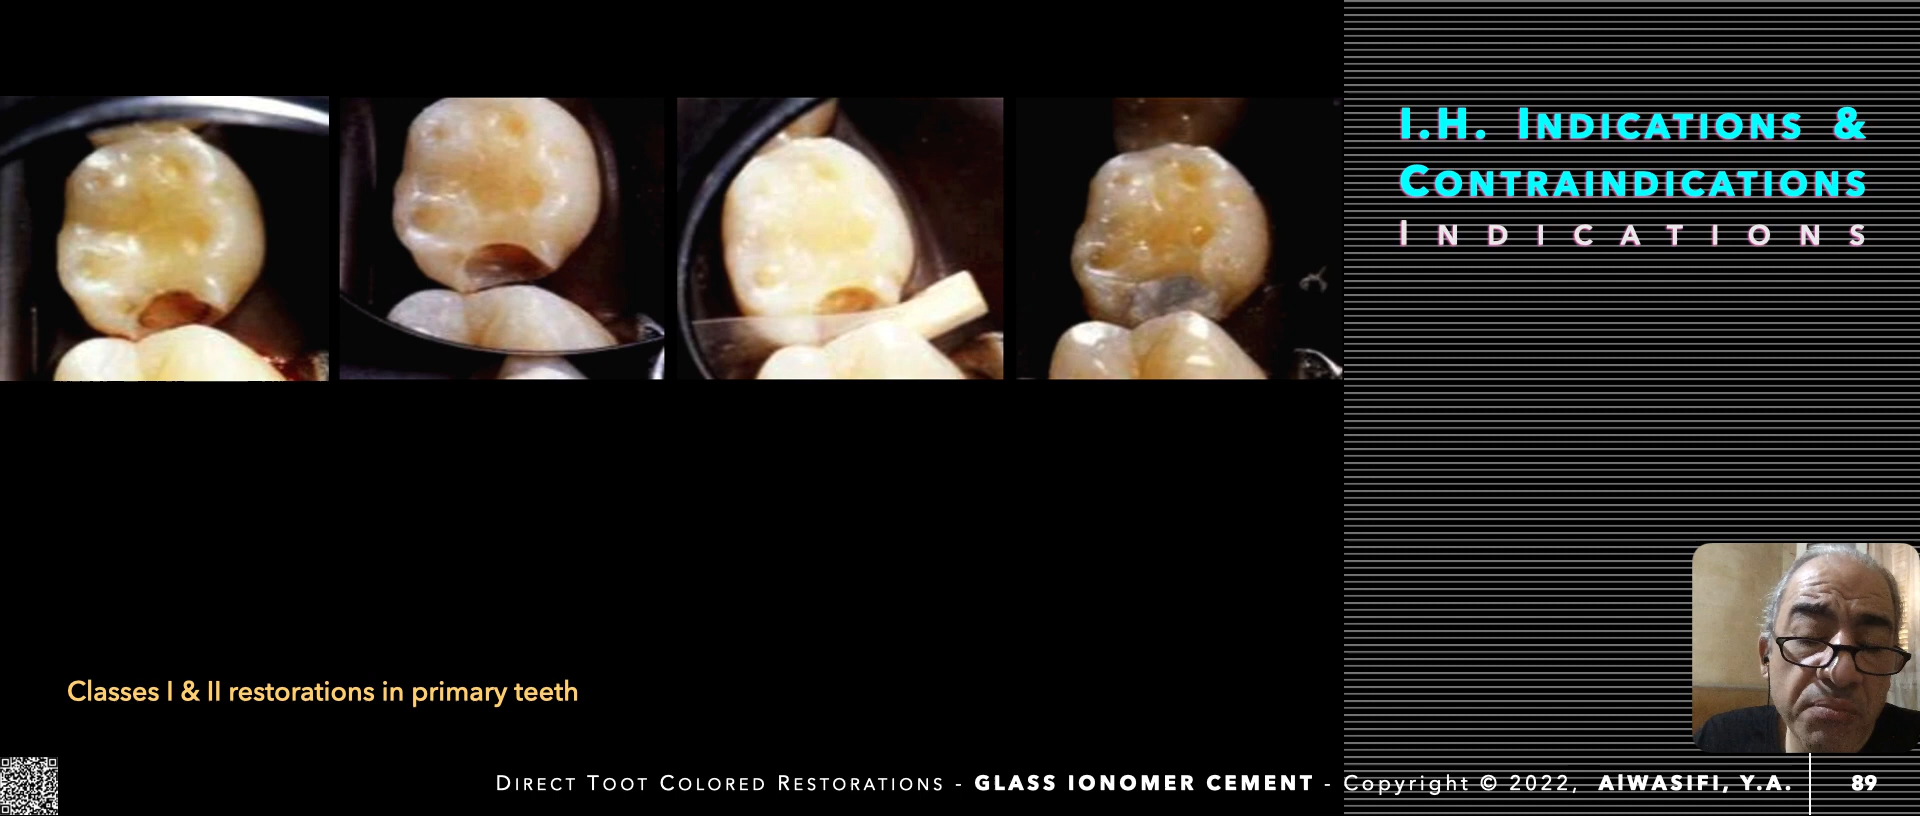 I.H. INDICATIONS &
CONTRAINDICATIONS
INDICATIONS
Classes I & II restorations in primary teeth
DIRECT TOOT COLORED RESTORATIONS - GLASS IONOMER CEMENT - Copyright © 2022, AlWASIFI, Y.A. 89